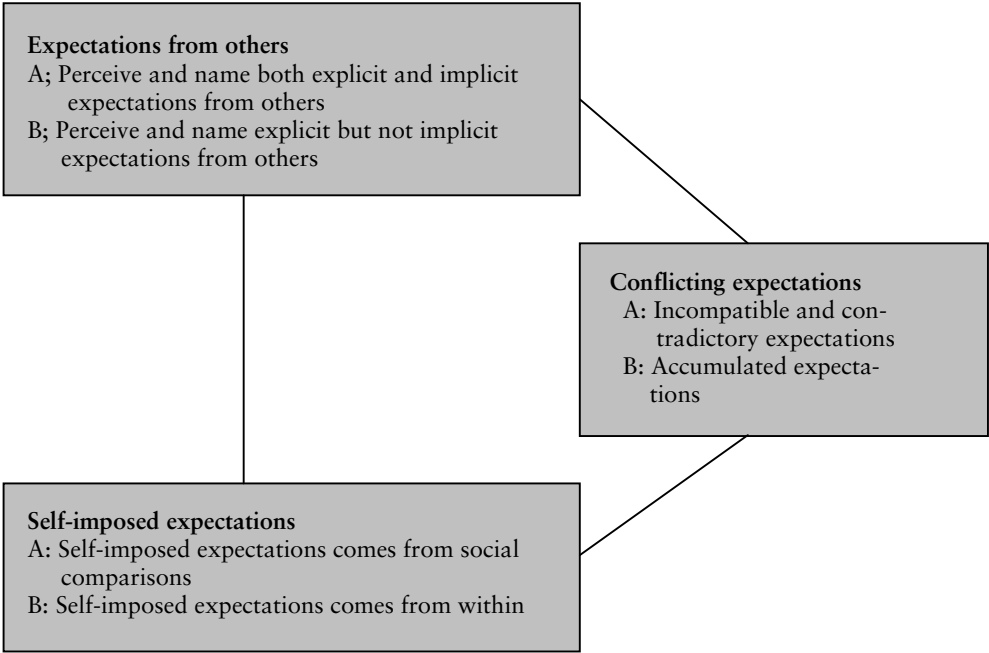 Expectations from others
A; Perceive and name both explicit and implicit
expectations from others
B; Perceive and name explicit but not implicit
expectations from others
Conflicting expectations
A: Incompatible and con-
tradictory expectations
B: Accumulated expecta-
tions
Self-imposed expectations
A: Self-imposed expectations comes from social
comparisons
B: Self-imposed expectations comes from within